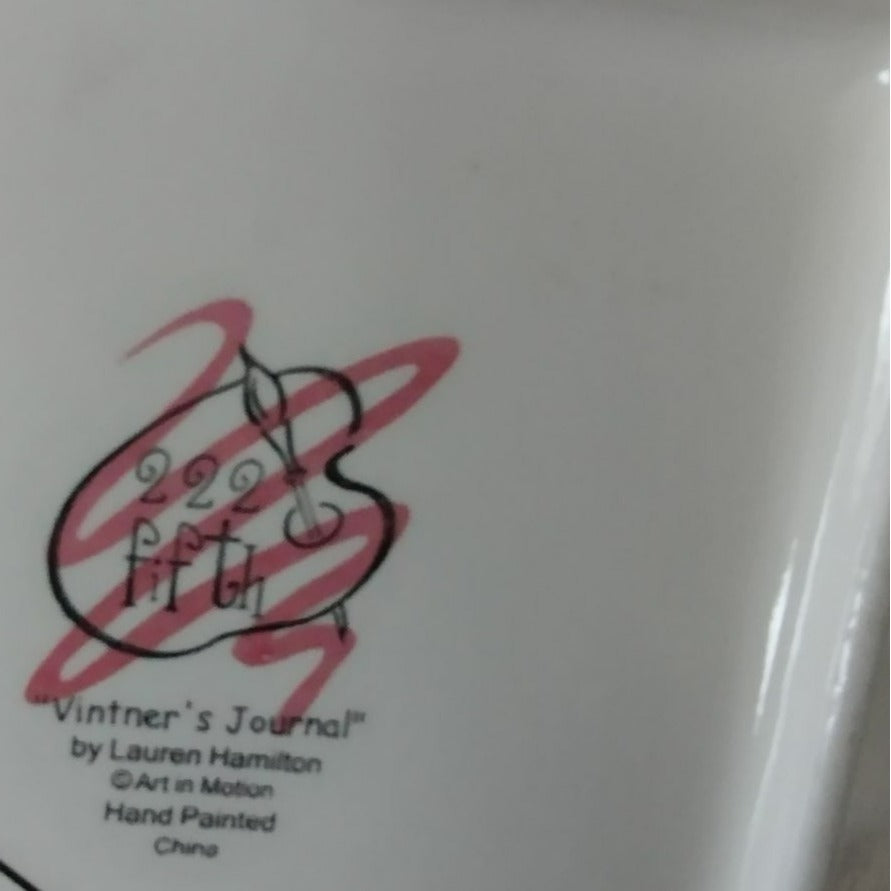 222
fifth
"Vintner's Journal"
by Lauren Hamilton
©Art in Motion
Hand Painted
China